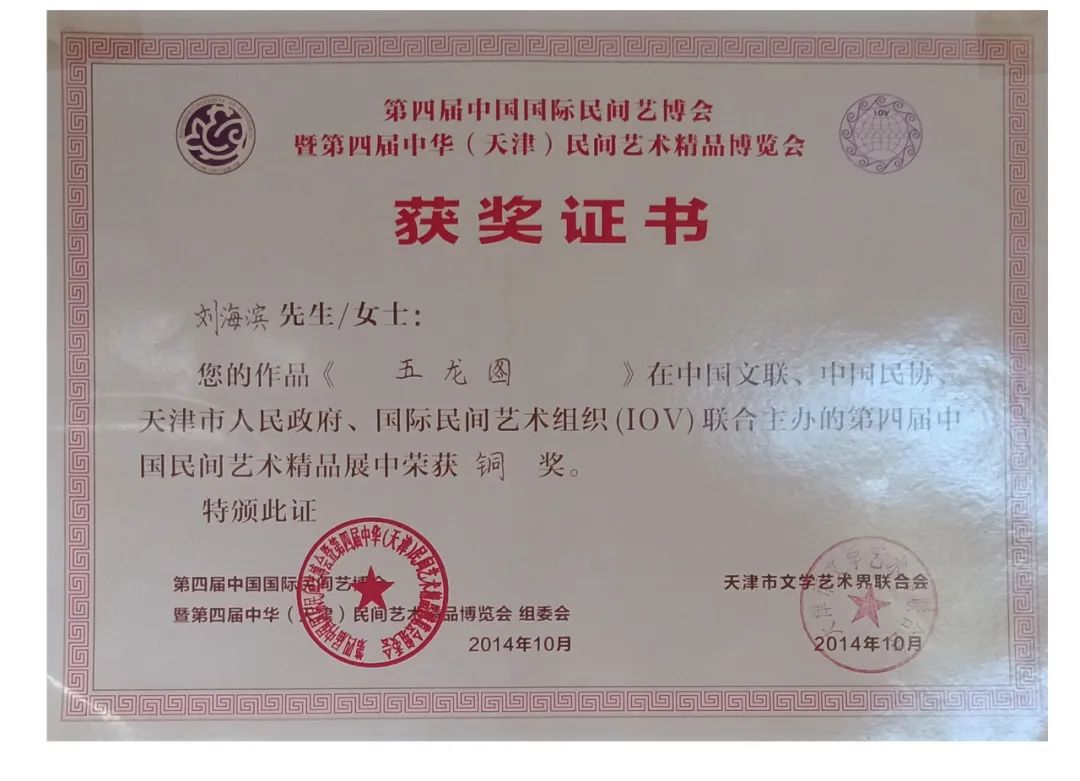 第四届中国国际民间艺博会
暨第四届中华（天津）民间艺术精品博览会
IOV
获奖证书
刘海滨 先生/女士：
您的作品《 五龙图 》在中国文联、中国民协、
天津市人民政府、国际民间艺术组织(IOV)联合主办的第四届中
国民间艺术精品展中荣获 铜 奖。
特颁此证
第四届中国国际民间艺博会
暨第四届中华（天津）民间艺术精品博览会 组委会
2014年10月
天津市文学艺术界联合会
2014年10月